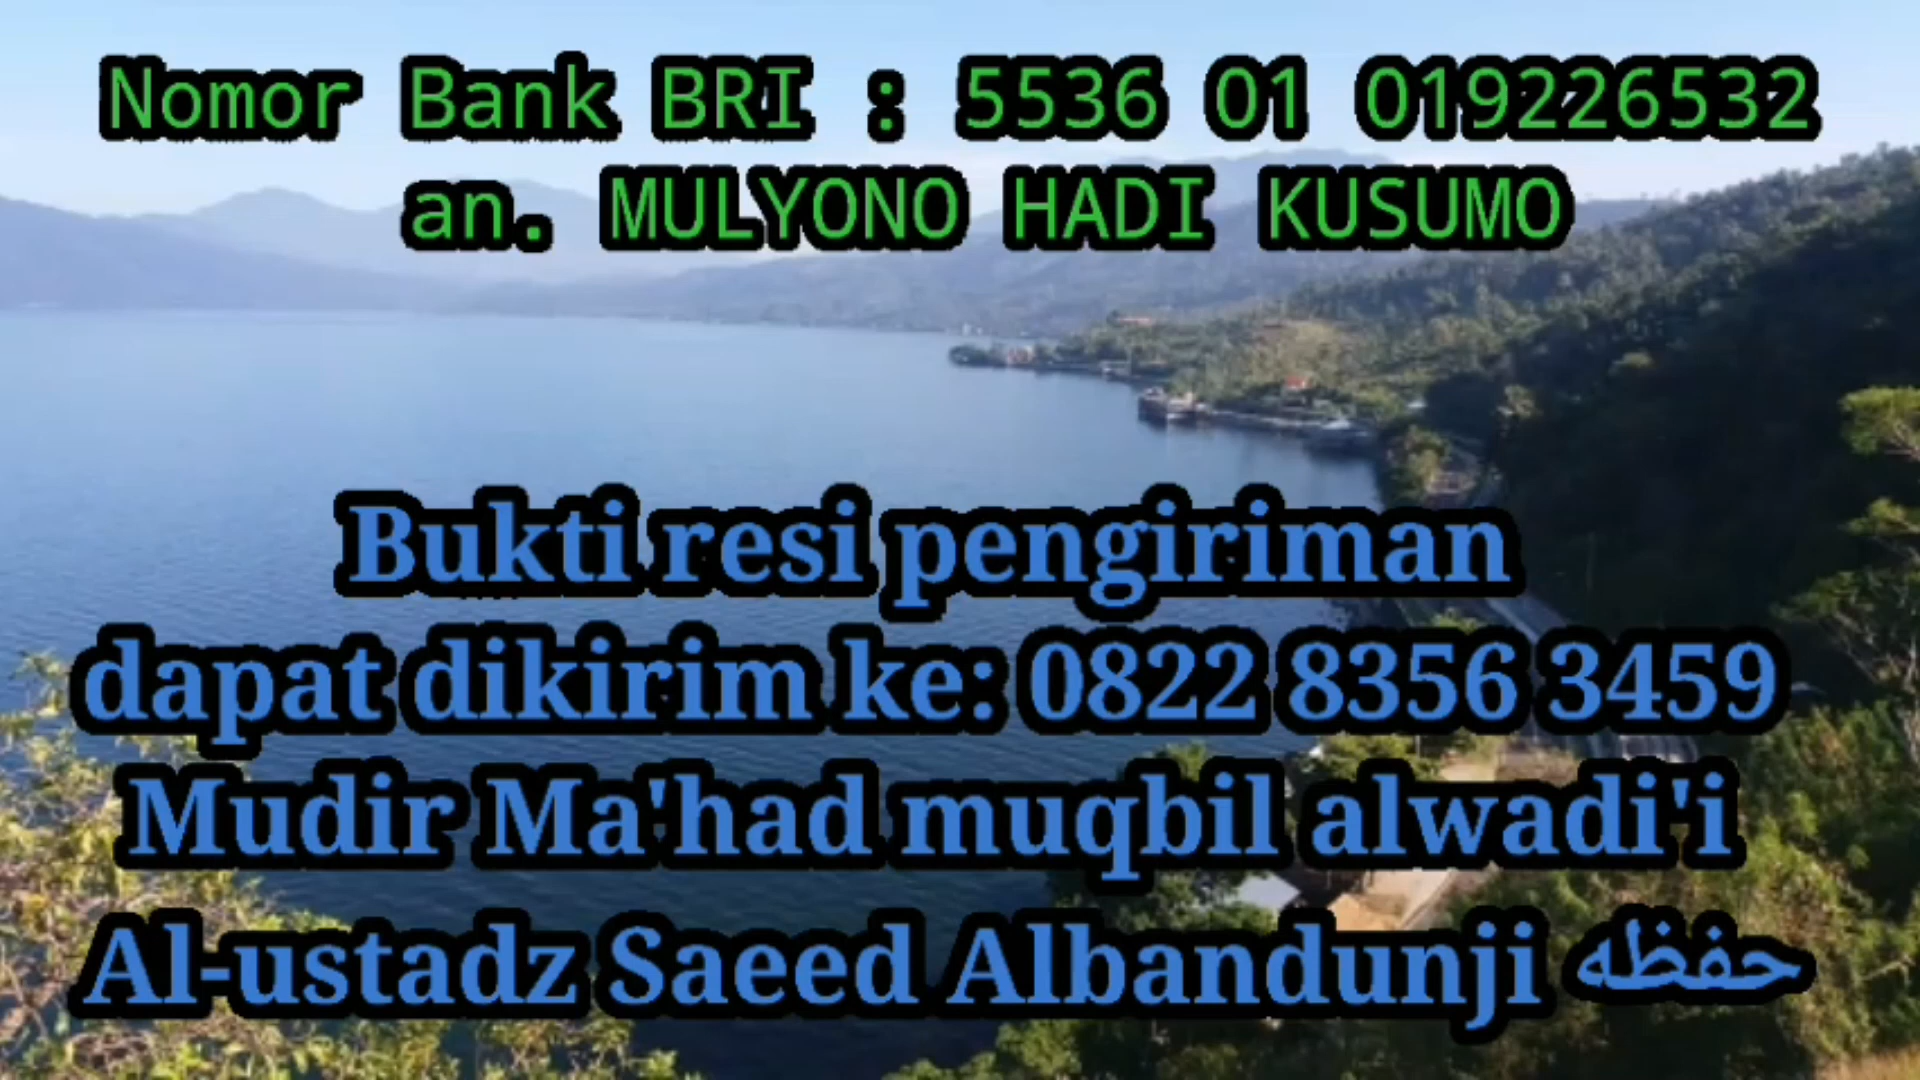 Nomor Bank BRI : 5536 01 019226532
an. MULYONO HADI KUSUMO
Bukti resi pengiriman
dapat dikirim ke: 0822 8356 3459
Mudir Ma'had muqbil alwadi'i
Al-ustadz Saeed Albandunji حفظه